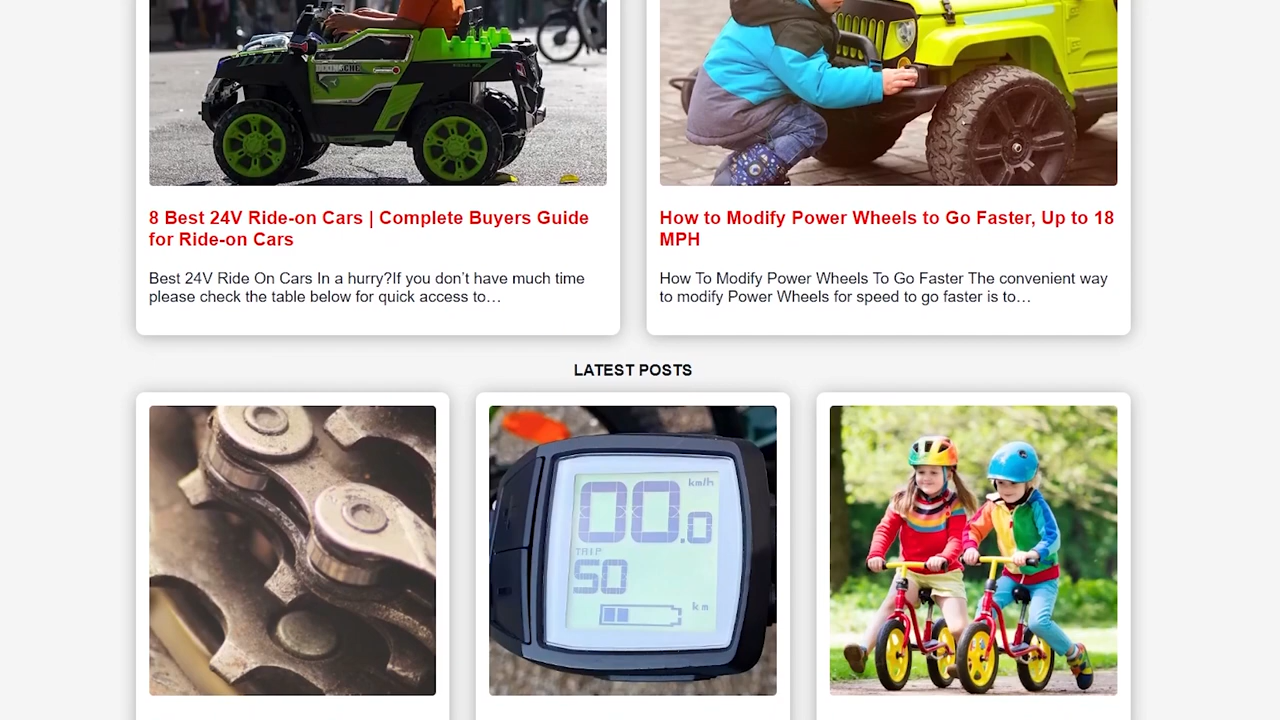 8 Best 24V Ride-on Cars | Complete Buyers Guide
for Ride-on Cars
Best 24V Ride On Cars In a hurry?If you don’t have much time
please check the table below for quick access to…
How to Modify Power Wheels to Go Faster, Up to 18
MPH
How To Modify Power Wheels To Go Faster The convenient way
to modify Power Wheels for speed to go faster is to…
LATEST POSTS
km/h
00.0
TRIP
50
km